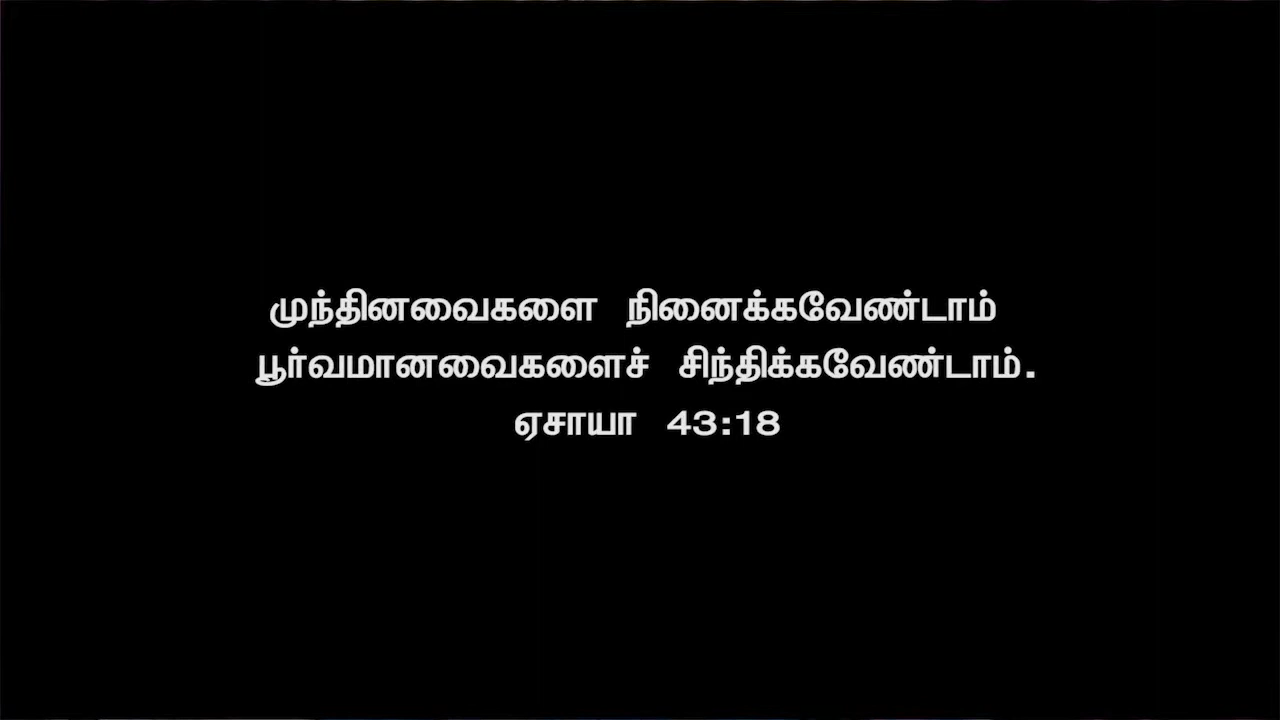 முந்தினவைகளை நினைக்கவேண்டாம்
பூர்வமானவைகளைச் சிந்திக்கவேண்டாம்.
ஏசாயா 43:18